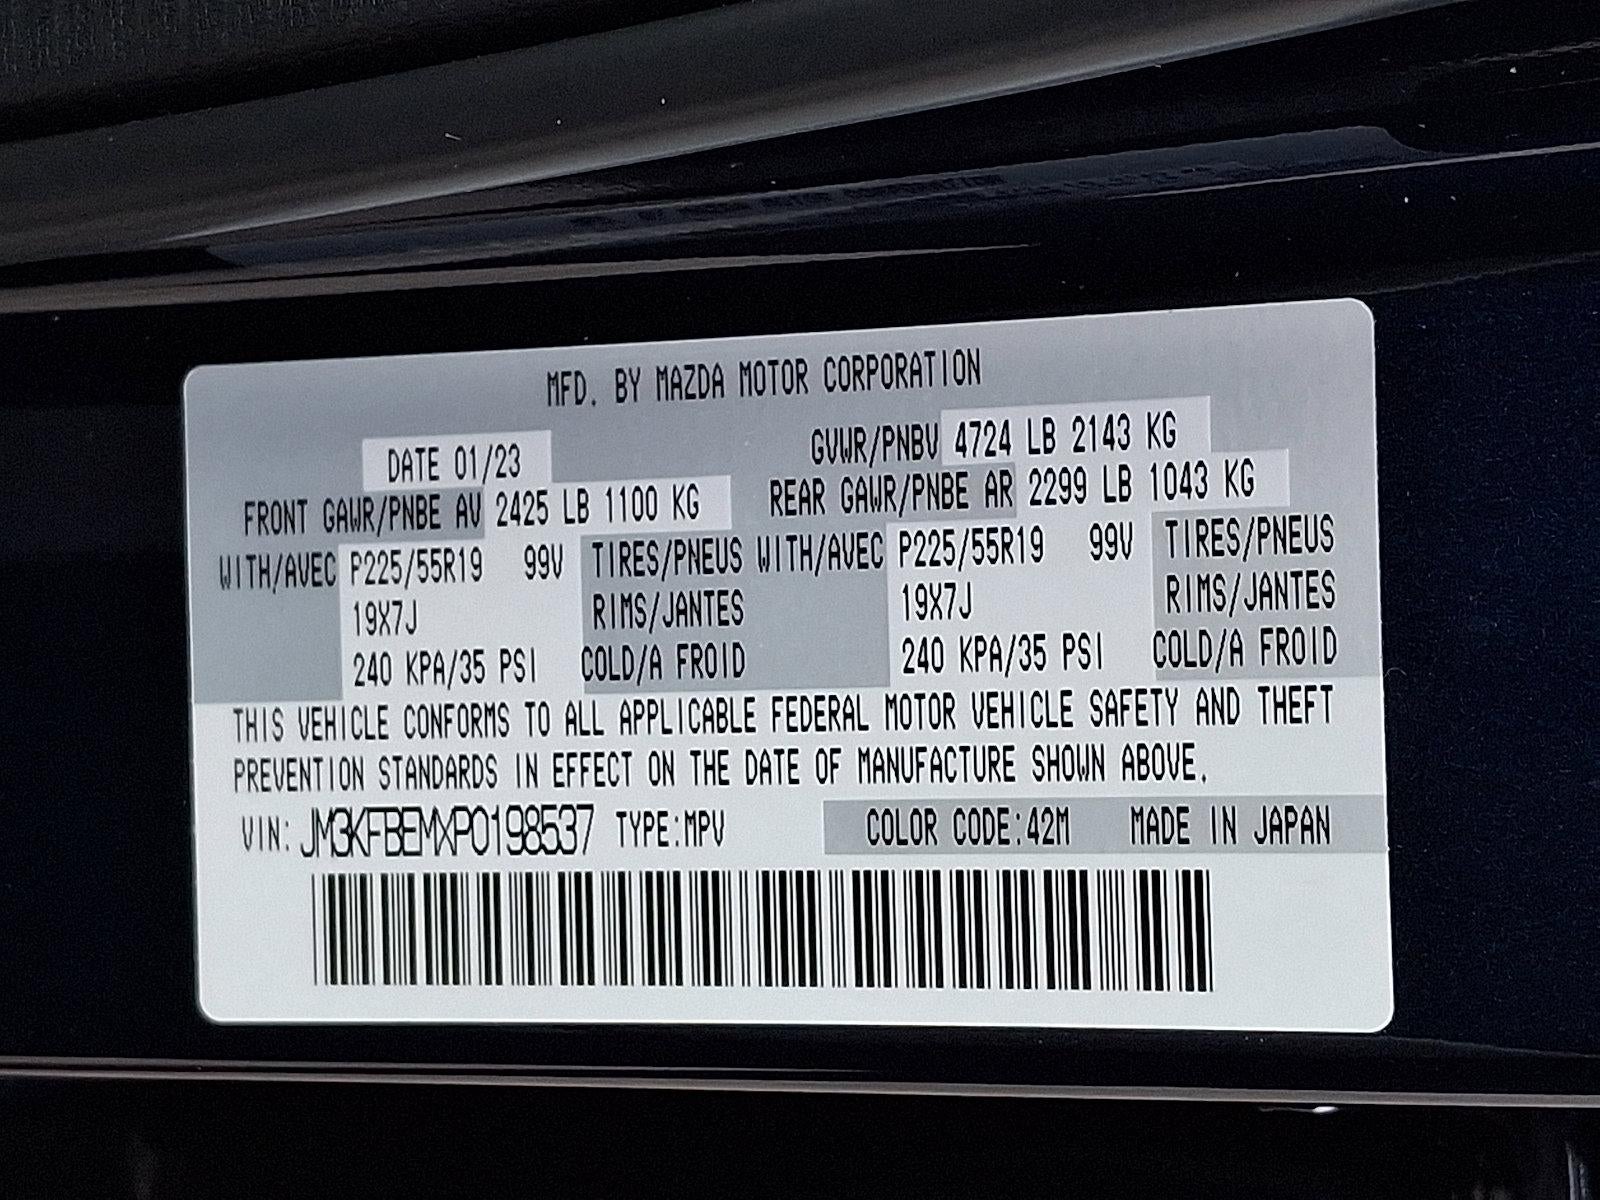 MFD. BY MAZDA MOTOR CORPORATION
DATE 01/23 GVWR/PNBV 4724 LB 2143 KG
FRONT GAWR/PNBE AV 2425 LB 1100 KG REAR GAWR/PNBE AR 2299 LB 1043 KG
WITH/AVEC P225/55R19 99V TIRES/PNEUS WITH/AVEC P225/55R19 99V TIRES/PNEUS
19X7J RIMS/JANTES 19X7J RIMS/JANTES
240 KPA/35 PSI COLD/A FROID 240 KPA/35 PSI COLD/A FROID
THIS VEHICLE CONFORMS TO ALL APPLICABLE FEDERAL MOTOR VEHICLE SAFETY AND THEFT
PREVENTION STANDARDS IN EFFECT ON THE DATE OF MANUFACTURE SHOWN ABOVE.
VIN: JM3KFBEMXP0198537 TYPE:MPV COLOR CODE:42M MADE IN JAPAN